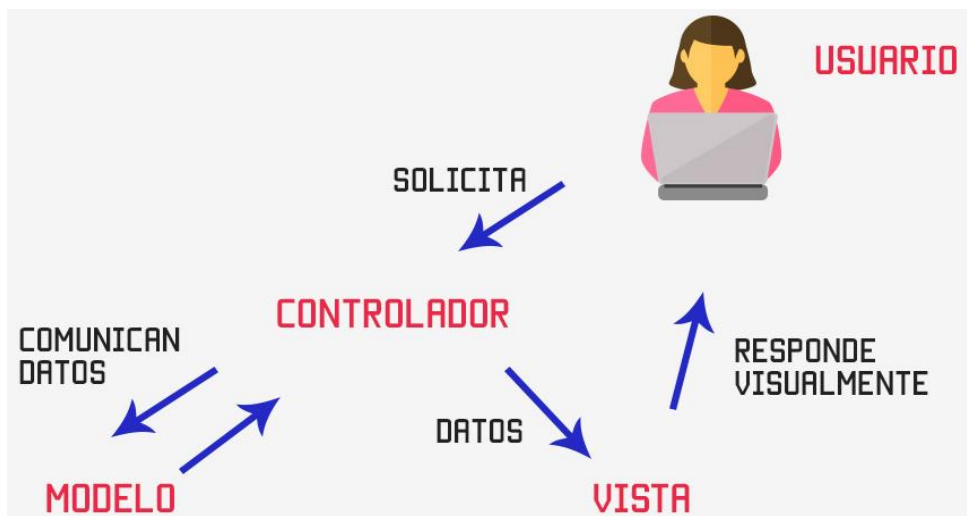 USUARIO
SOLICITA
CONTROLADOR
COMUNICAN
DATOS
RESPONDE
VISUALMENTE
DATOS
MODELO
VISTA